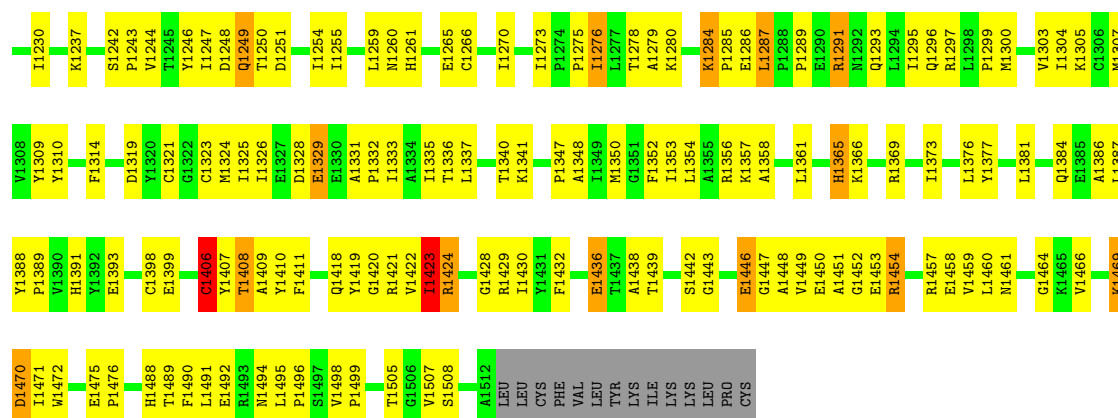 I1230 K1237 S1242 P1243 V1244 T1245 Y1246 I1247 D1248 Q1249 T1250 D1251 I1254 I1255 L1259 N1260 H1261 E1265 C1266 I1270 I1273 P1274 P1275 I1276 L1277 T1278 A1279 K1280 K1284 P1285 E1286 L1287 P1288 P1289 E1290 R1291 N1292 Q1293 L1294 I1295 Q1296 R1297 L1298 P1299 M1300 V1303 I1304 K1305 C1306 M1307
V1308 Y1309 Y1310 F1314 D1319 Y1320 C1321 G1322 C1323 M1324 I1325 I1326 E1327 D1328 E1329 E1330 A1331 P1332 I1333 A1334 I1335 T1336 L1337 T1340 K1341 P1347 A1348 I1349 M1350 G1351 F1352 I1353 L1354 A1355 R1356 K1357 A1358 L1361 H1365 K1366 R1369 I1373 L1376 Y1377 L1381 Q1384 E1385 A1386 L1387
Y1388 P1389 V1390 H1391 Y1392 E1393 C1398 E1399 C1406 Y1407 T1408 A1409 Y1410 F1411 Q1418 Y1419 G1420 R1421 V1422 I1423 R1424 G1428 R1429 I1430 Y1431 F1432 E1436 T1437 A1438 T1439 S1442 G1443 E1446 G1447 A1448 V1449 E1450 A1451 G1452 E1453 R1454 R1457 E1458 V1459 L1460 N1461 G1464 K1465 V1466 K1469
D1470 I1471 W1472 E1475 P1476 H1488 T1489 F1490 L1491 E1492 R1493 N1494 L1495 P1496 S1497 V1498 P1499 T1505 G1506 V1507 S1508 A1512 LEU LEU CYS PHE VAL LEU TYR LYS ILE LYS LYS LEU PRO CYS